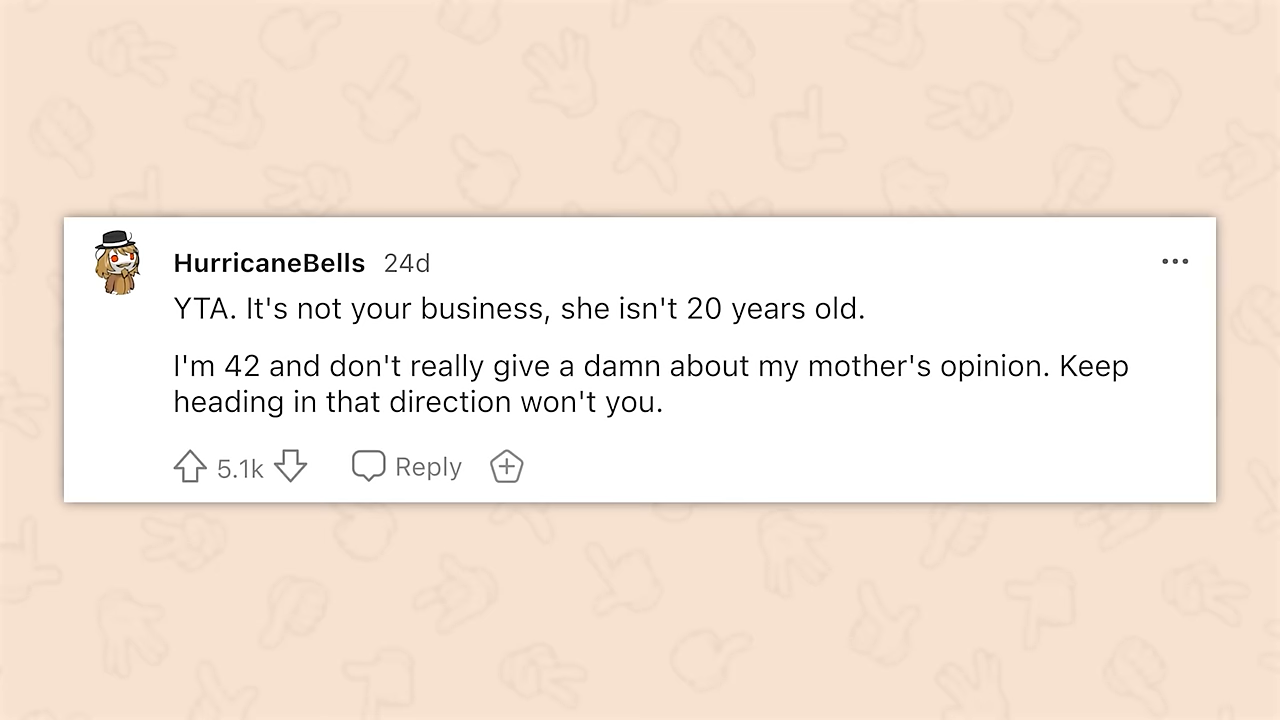 HurricaneBells 24d
YTA. It's not your business, she isn't 20 years old.
I'm 42 and don't really give a damn about my mother's opinion. Keep
heading in that direction won't you.
5.1k Reply